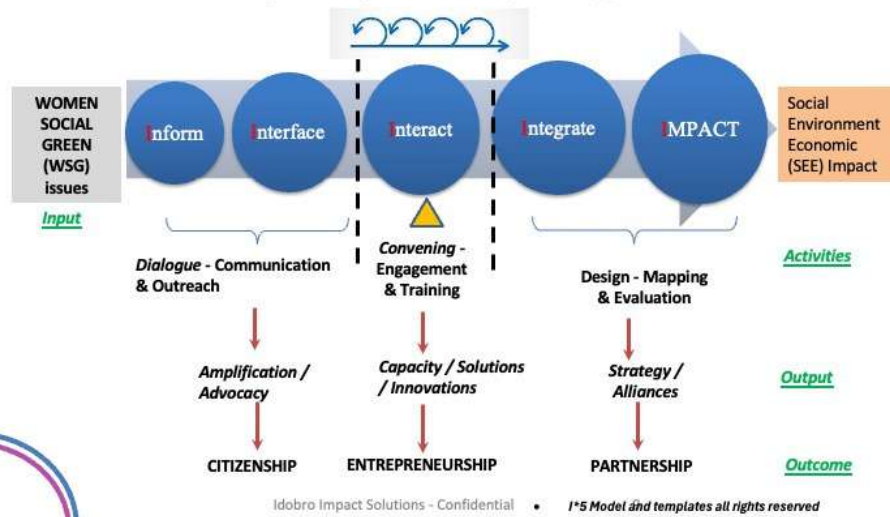 WOMEN
SOCIAL
GREEN
(WSG)
issues
Input
Inform
Interface
Interact
Integrate
IMPACT
Social
Environment
Economic
(SEE) Impact
Dialogue - Communication
& Outreach
Convening -
Engagement
& Training
Design - Mapping
& Evaluation
Activities
Amplification /
Advocacy
Capacity / Solutions
/ Innovations
Strategy /
Alliances
Output
CITIZENSHIP
ENTREPRENEURSHIP
PARTNERSHIP
Outcome
Idobro Impact Solutions - Confidential
• I*5 Model and templates all rights reserved